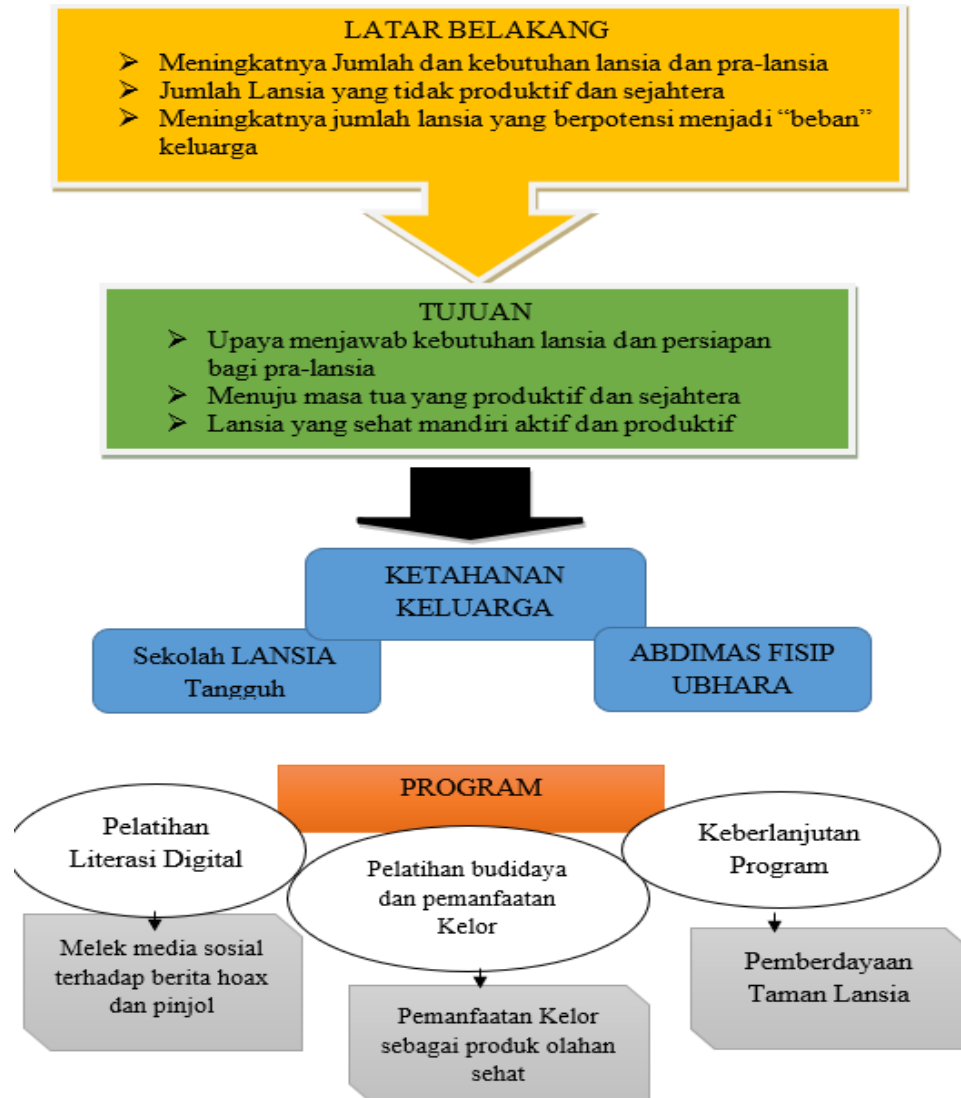 LATAR BELAKANG
➢ Meningkatnya Jumlah dan kebutuhan lansia dan pra-lansia
➢ Jumlah Lansia yang tidak produktif dan sejahtera
➢ Meningkatnya jumlah lansia yang berpotensi menjadi “beban”
keluarga
TUJUAN
➢ Upaya menjawab kebutuhan lansia dan persiapan
bagi pra-lansia
➢ Menuju masa tua yang produktif dan sejahtera
➢ Lansia yang sehat mandiri aktif dan produktif
KETAHANAN
KELUARGA
Sekolah LANSIA
Tangguh
ABDIMAS FISIP
UBHARA
PROGRAM
Pelatihan
Literasi Digital
Pelatihan budidaya
dan pemanfaatan
Kelor
Keberlanjutan
Program
Melek media sosial
terhadap berita hoax
dan pinjol
Pemanfaatan Kelor
sebagai produk olahan
sehat
Pemberdayaan
Taman Lansia